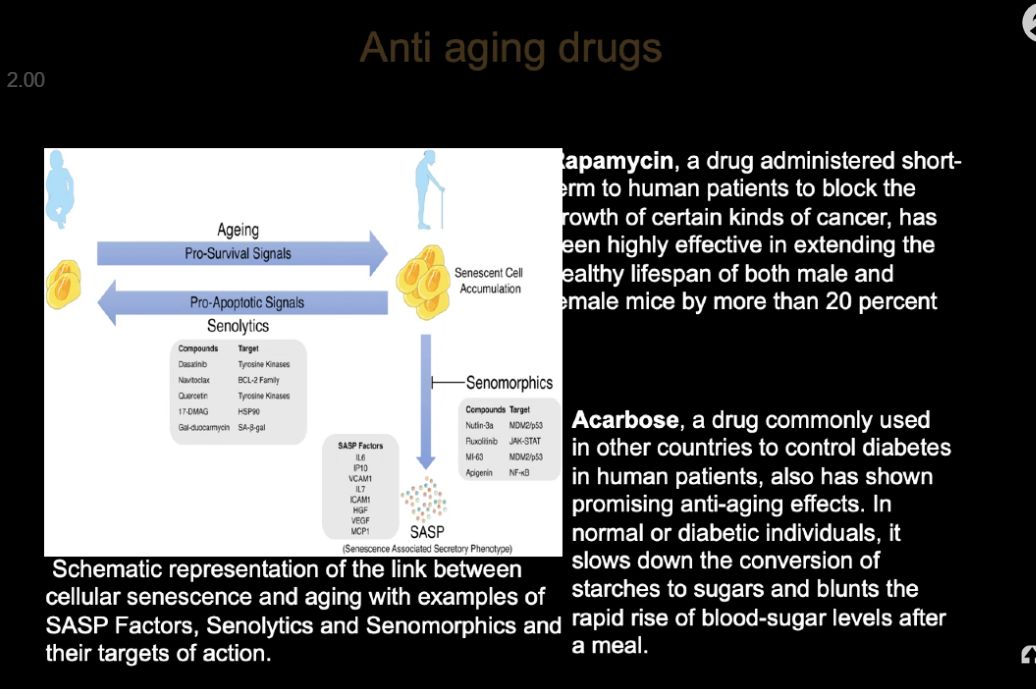 Anti aging drugs
2.00
Ageing
Pro-Survival Signals
Senescent Cell
Accumulation
Pro-Apoptotic Signals
Senolytics
Compounds Target
Dasatinib Tyrosine Kinases
Navitoclax BCL-2 Family
Quercetin Tyrosine Kinases
17-DMAG HSP90
Gal-duocarmycin SA-β-gal
Senomorphics
Compounds Target
Nutlin-3a MDM2/p53
Ruxolitinib JAK-STAT
MI-63 MDM2/p53
Apigenin NF-κB
SASP Factors
IL6
IP10
VCAM1
IL7
ICAM1
HGF
VEGF
MCP1
SASP
(Senescence Associated Secretory Phenotype)
Schematic representation of the link between
cellular senescence and aging with examples of
SASP Factors, Senolytics and Senomorphics and
their targets of action.
apamycin, a drug administered short-
erm to human patients to block the
rowth of certain kinds of cancer, has
een highly effective in extending the
ealthy lifespan of both male and
emale mice by more than 20 percent
Acarbose, a drug commonly used
in other countries to control diabetes
in human patients, also has shown
promising anti-aging effects. In
normal or diabetic individuals, it
slows down the conversion of
starches to sugars and blunts the
rapid rise of blood-sugar levels after
a meal.